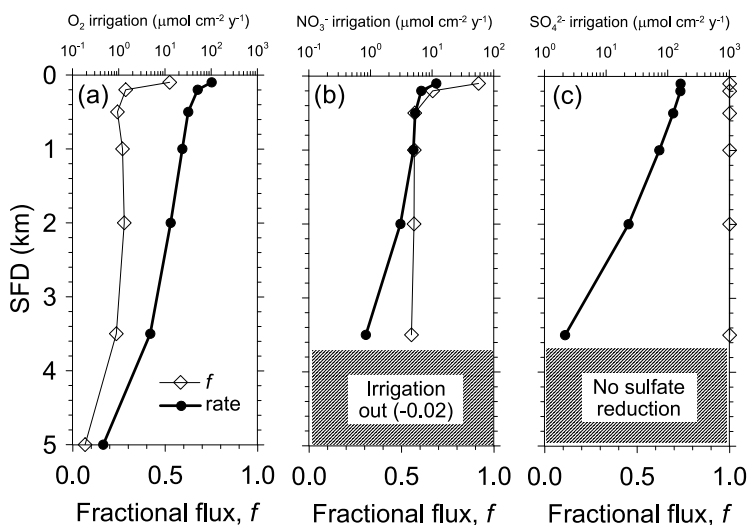 O₂ irrigation (μmol cm⁻² y⁻¹)
NO₃⁻ irrigation (μmol cm⁻² y⁻¹)
SO₄²⁻ irrigation (μmol cm⁻² y⁻¹)
10⁻¹ 10⁰ 10¹ 10² 10³
10⁻¹ 10⁰ 10¹ 10²
10⁰ 10¹ 10² 10³
0
(a)
(b)
(c)
1
2
3
4
5
SFD (km)
f
rate
Irrigation
out (-0.02)
No sulfate
reduction
0.0 0.5 1.0
0.0 0.5 1.0
0.0 0.5 1.0
Fractional flux, f
Fractional flux, f
Fractional flux, f